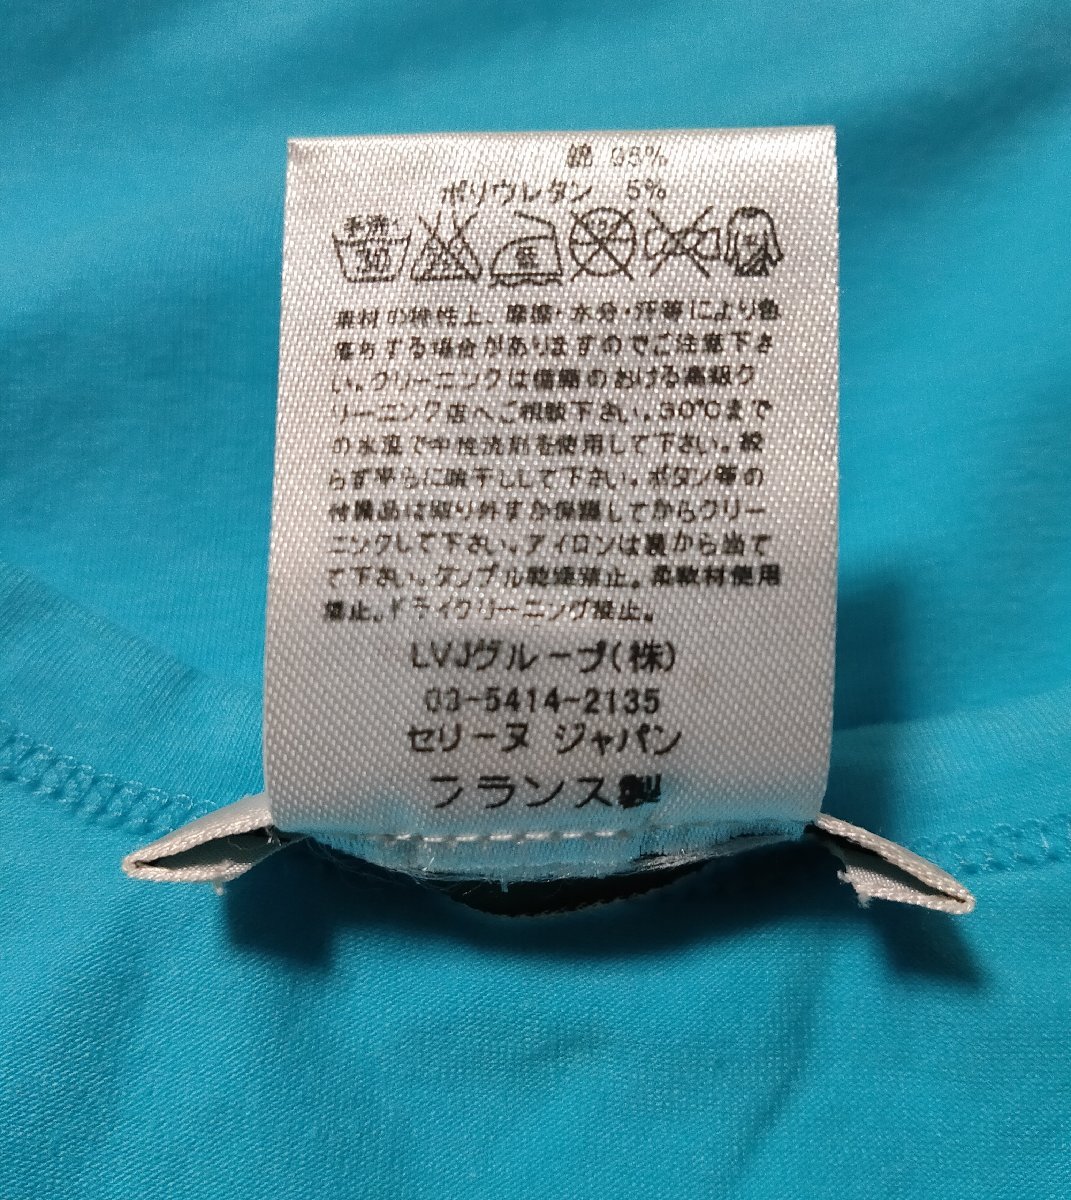 綿 95%
ポリウレタン 5%
手洗イ
30
低
素材の特性上、摩擦・水分・汗等により色
落ちする場合がありますのでご注意下さ
い。クリーニングは信頼のおける高級ク
リーニング店へご相談下さい。30℃まで
の水温で中性洗剤を使用して下さい。絞
らず平らに陰干しして下さい。ボタン等の
付属品は取り外すか保護してからクリー
ニングして下さい。アイロンは裏から当て
て下さい。タンブル乾燥禁止。柔軟材使用
禁止。ドライクリーニング禁止。
LVJグループ(株)
03-5414-2135
セリーヌ ジャパン
フランス製